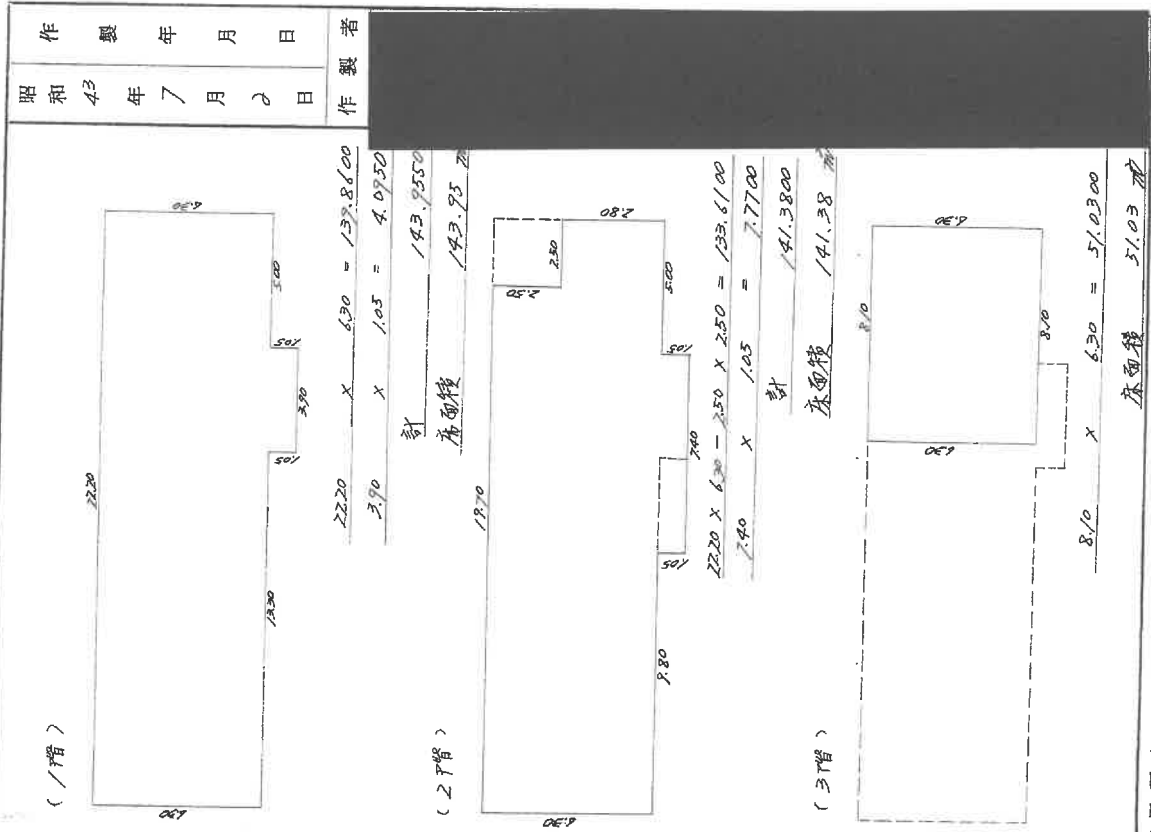 作製年月日
昭和43年7月2日
作製者
(1階)
22.20
6.30
6.30
5.00
1.05
3.90
1.05
13.30
22.20 × 6.30 = 139.8600
3.90 × 1.05 = 4.0950
計 143.9550
床面積 143.95 ㎡
(2階)
19.70
2.50
2.50
3.80
6.30
5.00
1.05
7.40
1.05
9.80
22.20 × 6.30 - 2.50 × 2.50 = 133.6100
7.40 × 1.05 = 7.7700
計 141.3800
床面積 141.38 ㎡
(3階)
8.10
6.30
6.30
8.10
8.10 × 6.30 = 51.0300
床面積 51.03 ㎡